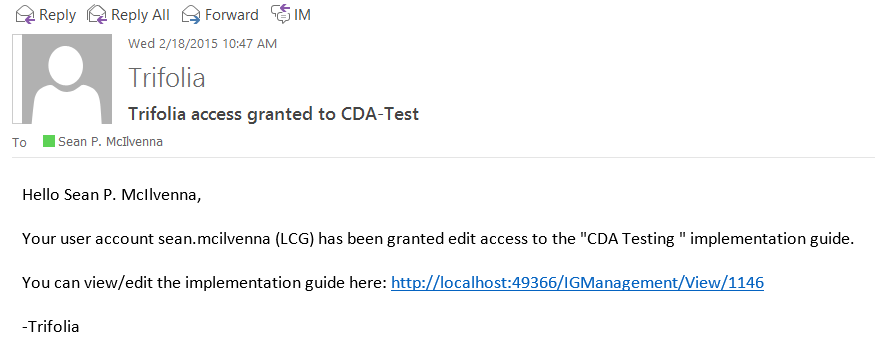 Reply Reply All Forward IM
Wed 2/18/2015 10:47 AM
Trifolia
Trifolia access granted to CDA-Test
To Sean P. McIlvenna
Hello Sean P. McIlvenna,
Your user account sean.mcilvenna (LCG) has been granted edit access to the "CDA Testing " implementation guide.
You can view/edit the implementation guide here: http://localhost:49366/IGManagement/View/1146
-Trifolia